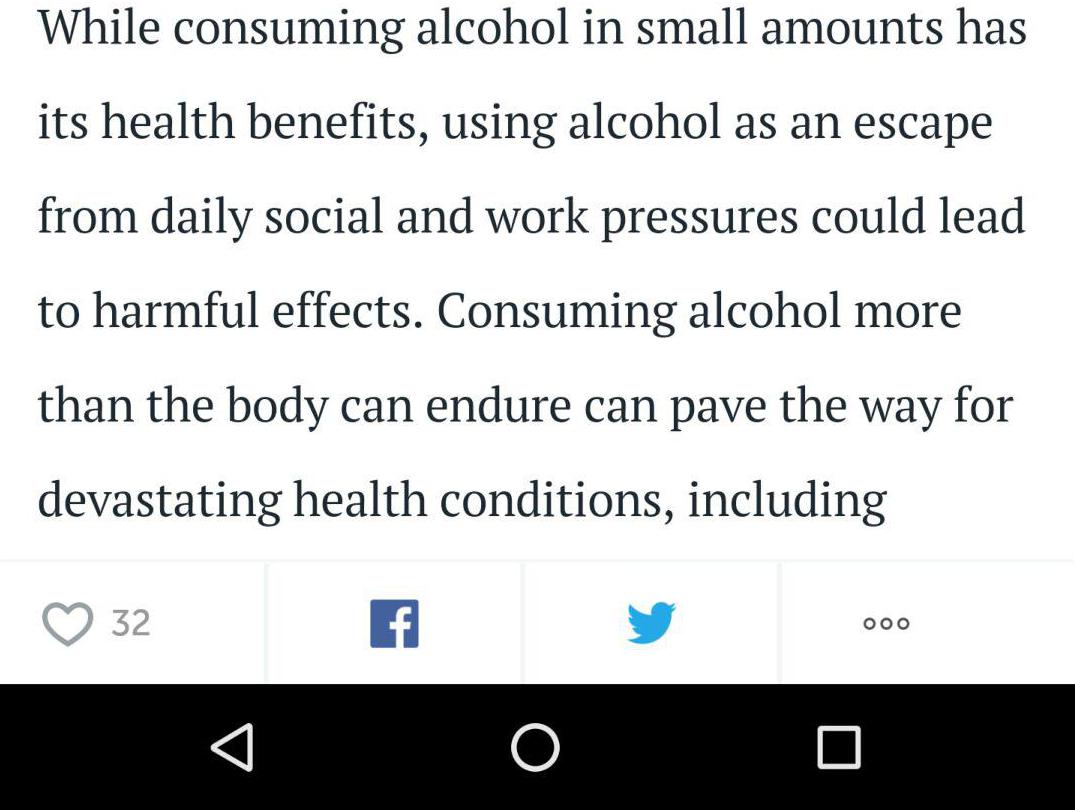 While consuming alcohol in small amounts has
its health benefits, using alcohol as an escape
from daily social and work pressures could lead
to harmful effects. Consuming alcohol more
than the body can endure can pave the way for
devastating health conditions, including
32